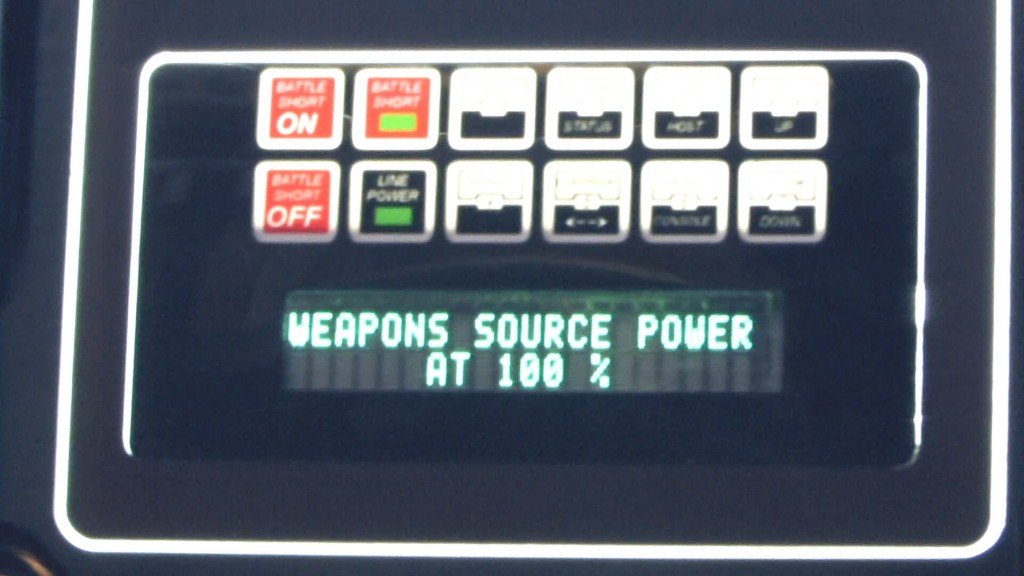 BATTLE
SHORT
ON
BATTLE
SHORT
STATUS
HOST
UP
BATTLE
SHORT
OFF
LINE
POWER
<-->
CONSOLE
DOWN
WEAPONS SOURCE POWER
AT 100 %